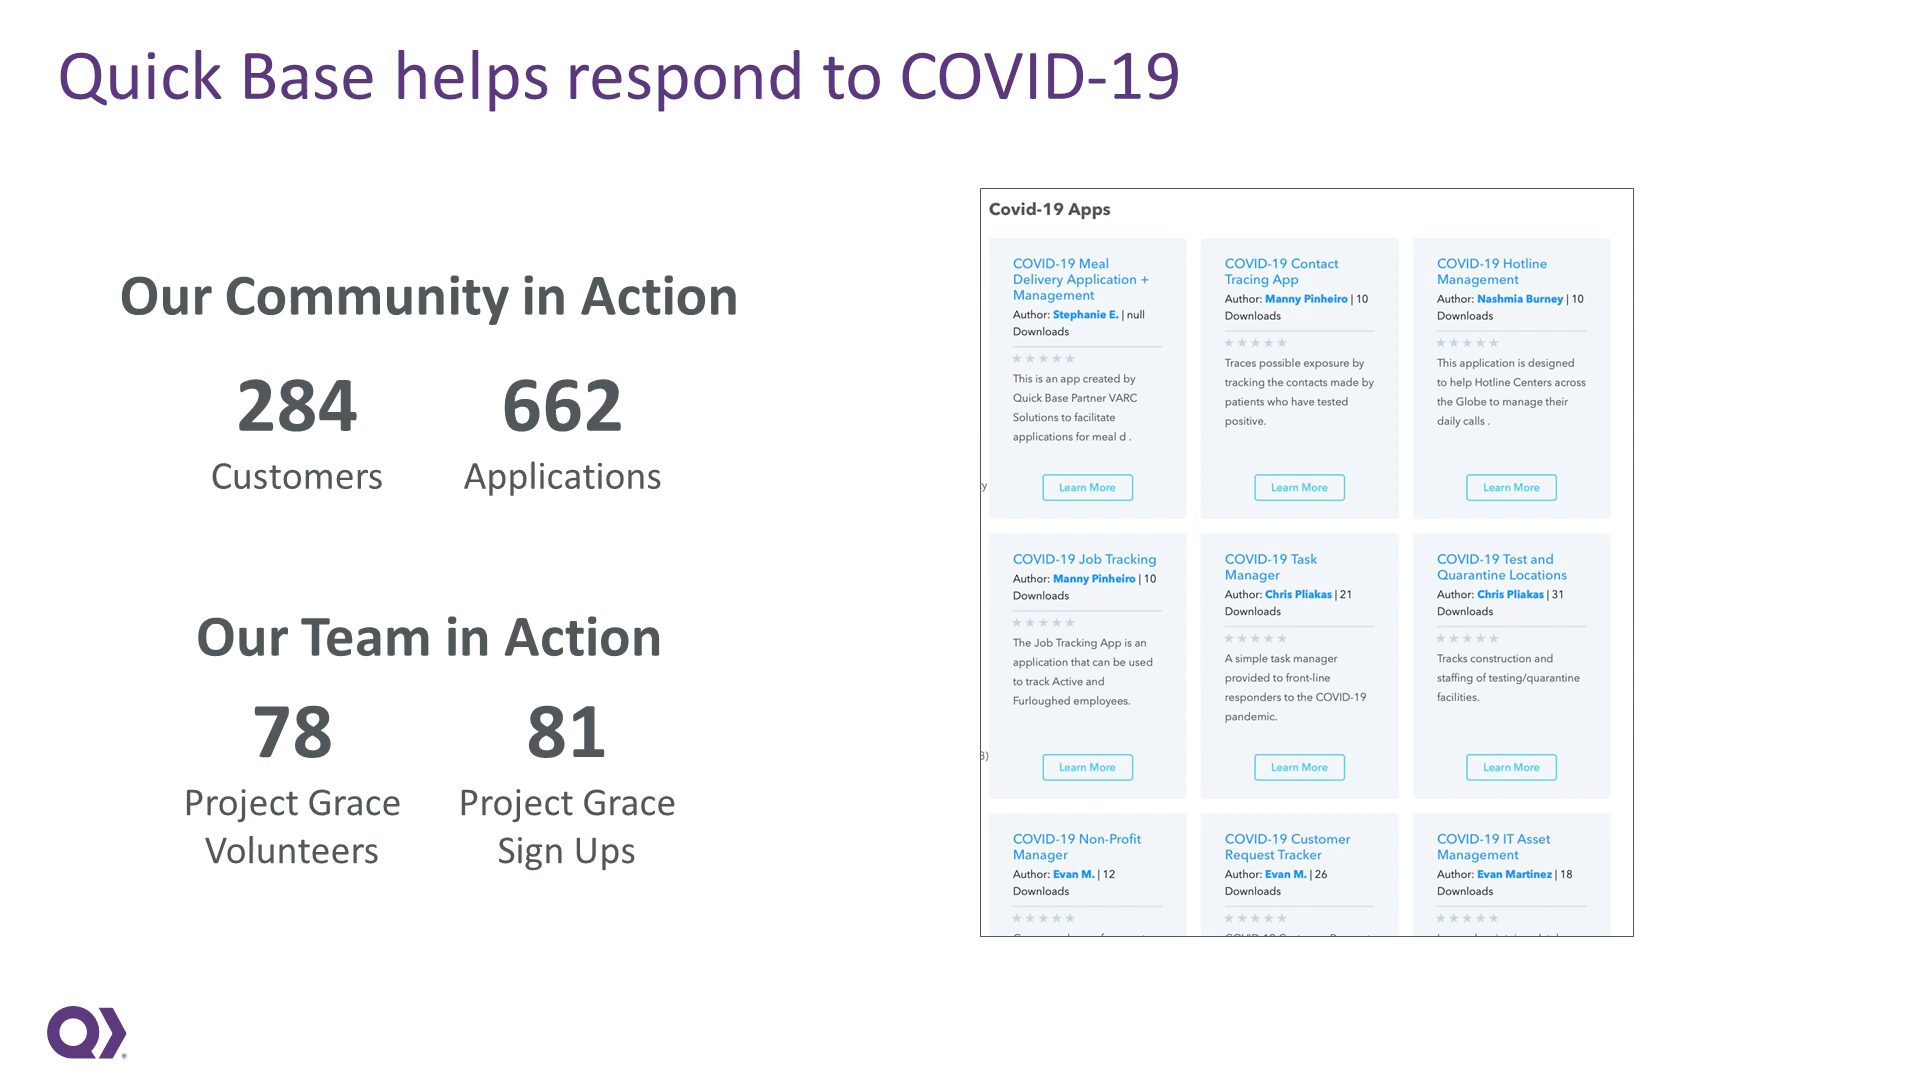 Quick Base helps respond to COVID-19
Our Community in Action
284
Customers
662
Applications
Our Team in Action
78
Project Grace
Volunteers
81
Project Grace
Sign Ups
Covid-19 Apps
COVID-19 Meal
Delivery Application +
Management
Author: Stephanie E. | null
Downloads
This is an app created by
Quick Base Partner VARC
Solutions to facilitate
applications for meal d .
Learn More
COVID-19 Contact
Tracing App
Author: Manny Pinheiro | 10
Downloads
Traces possible exposure by
tracking the contacts made by
patients who have tested
positive.
Learn More
COVID-19 Hotline
Management
Author: Nashmia Burney | 10
Downloads
This application is designed
to help Hotline Centers across
the Globe to manage their
daily calls .
Learn More
COVID-19 Job Tracking
Author: Manny Pinheiro | 10
Downloads
The Job Tracking App is an
application that can be used
to track Active and
Furloughed employees.
Learn More
COVID-19 Task
Manager
Author: Chris Pliakas | 21
Downloads
A simple task manager
provided to front-line
responders to the COVID-19
pandemic.
Learn More
COVID-19 Test and
Quarantine Locations
Author: Chris Pliakas | 31
Downloads
Tracks construction and
staffing of testing/quarantine
facilities.
Learn More
COVID-19 Non-Profit
Manager
Author: Evan M. | 12
Downloads
COVID-19 Customer
Request Tracker
Author: Evan M. | 26
Downloads
COVID-19 IT Asset
Management
Author: Evan Martinez | 18
Downloads